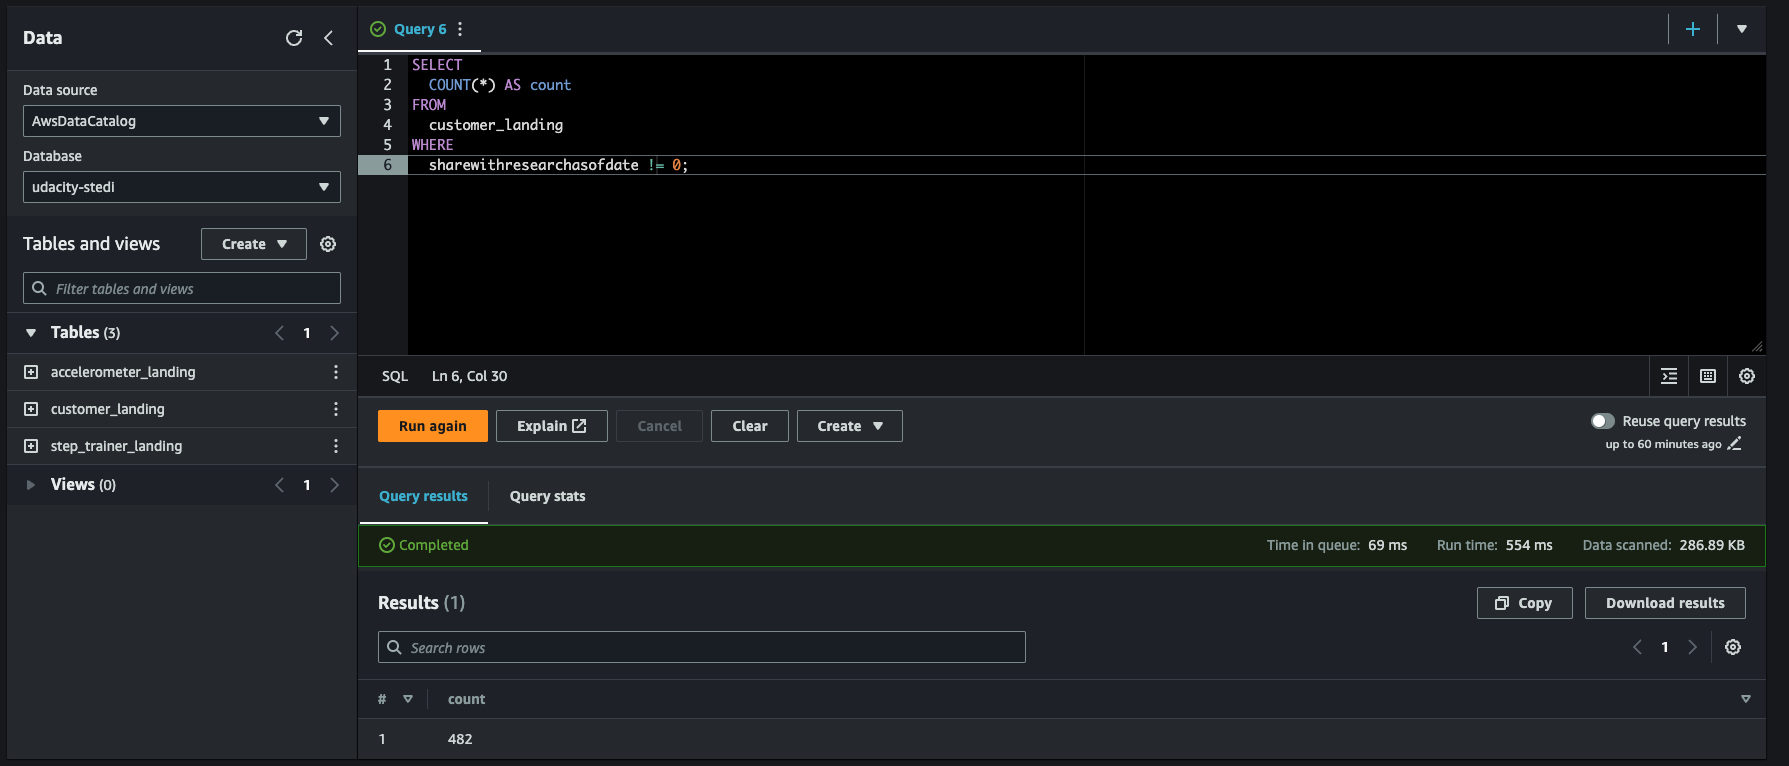 Data
Data source
AwsDataCatalog
Database
udacity-stedi
Tables and views
Create
Filter tables and views
Tables (3)
1
accelerometer_landing
customer_landing
step_trainer_landing
Views (0)
1
Query 6
1 SELECT
2 COUNT(*) AS count
3 FROM
4 customer_landing
5 WHERE
6 sharewithresearchasofdate != 0;
SQL Ln 6, Col 30
Run again Explain Cancel Clear Create
Reuse query results
up to 60 minutes ago
Query results Query stats
Completed Time in queue: 69 ms Run time: 554 ms Data scanned: 286.89 KB
Results (1) Copy Download results
Search rows 1
# count
1 482